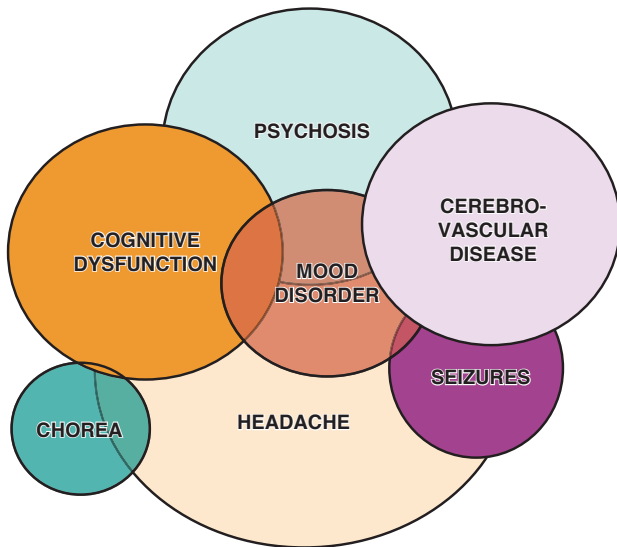 PSYCHOSIS
CEREBRO-
VASCULAR
DISEASE
COGNITIVE
DYSFUNCTION
MOOD
DISORDER
SEIZURES
CHOREA
HEADACHE